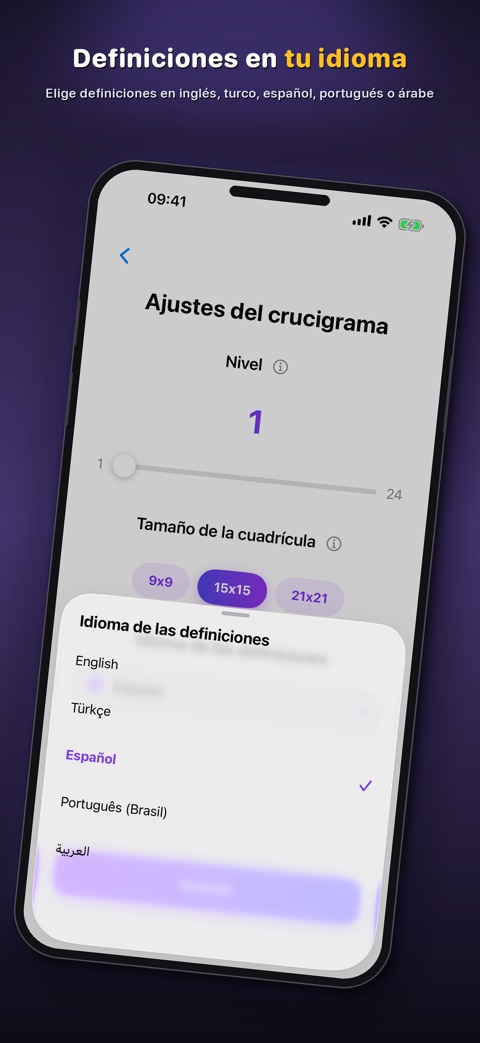 Definiciones en tu idioma
Elige definiciones en inglés, turco, español, portugués o árabe
09:41
Ajustes del crucigrama
Nivel
1
1
24
Tamaño de la cuadrícula
9x9
15x15
21x21
Idioma de las definiciones
English
Türkçe
Español
Português (Brasil)
العربية